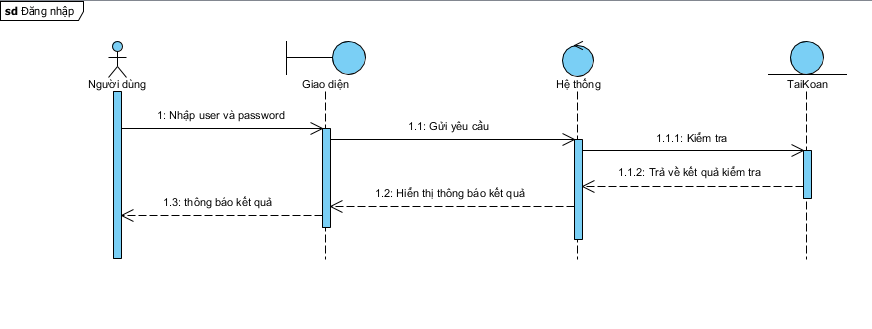 sd Đăng nhập
Người dùng
Giao diện
Hệ thống
TaiKoan
1: Nhập user và password
1.1: Gửi yêu cầu
1.1.1: Kiểm tra
1.1.2: Trả về kết quả kiểm tra
1.2: Hiển thị thông báo kết quả
1.3: thông báo kết quả